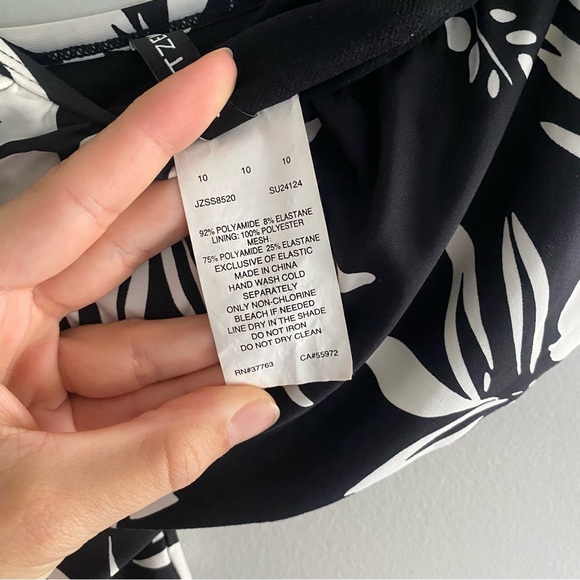 10 10 10
JZSS8520 SU24124
92% POLYAMIDE 8% ELASTANE
LINING: 100% POLYESTER
MESH:
75% POLYAMIDE 25% ELASTANE
EXCLUSIVE OF ELASTIC
MADE IN CHINA
HAND WASH COLD
SEPARATELY
ONLY NON-CHLORINE
BLEACH IF NEEDED
LINE DRY IN THE SHADE
DO NOT IRON
DO NOT DRY CLEAN
RN#37763 CA#55972